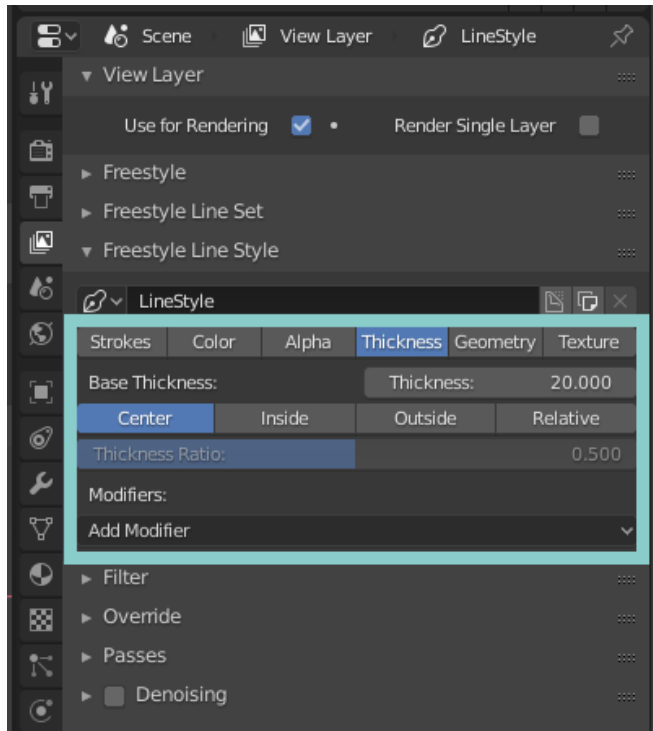 Scene View Layer LineStyle
View Layer
Use for Rendering Render Single Layer
Freestyle
Freestyle Line Set
Freestyle Line Style
LineStyle
Strokes Color Alpha Thickness Geometry Texture
Base Thickness: Thickness: 20.000
Center Inside Outside Relative
Thickness Ratio: 0.500
Modifiers:
Add Modifier
Filter
Override
Passes
Denoising